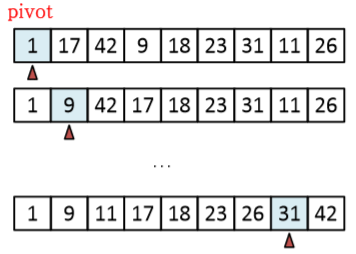 pivot
1 17 42 9 18 23 31 11 26
1 9 42 17 18 23 31 11 26
...
1 9 11 17 18 23 26 31 42